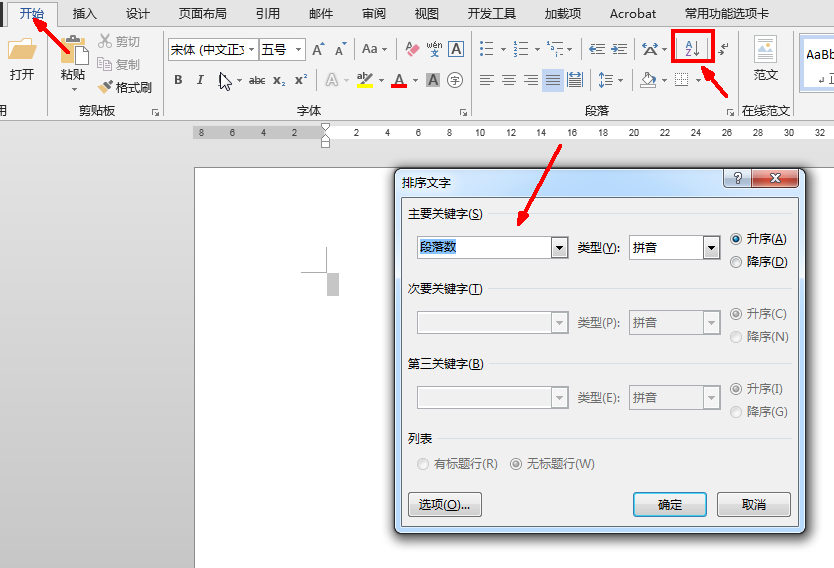 开始 插入 设计 页面布局 引用 邮件 审阅 视图 开发工具 加载项 Acrobat 常用功能选项卡
打开 粘贴 剪切 复制 格式刷
宋体 (中文正 五号 A A Aa wén A
B I abc x₂ x² A aby A A 字
A Z 范文 AaBb
用 剪贴板 字体 段落 在线范文
8 6 4 2 2 4 6 8 10 12 14 16 18 20 22 24 26 28 30 32
排序文字
主要关键字(S)
段落数 类型(Y): 拼音 升序(A)
降序(D)
次要关键字(T)
类型(P): 拼音 升序(C)
降序(N)
第三关键字(B)
类型(E): 拼音 升序(I)
降序(G)
列表
有标题行(R) 无标题行(W)
选项(O)... 确定 取消